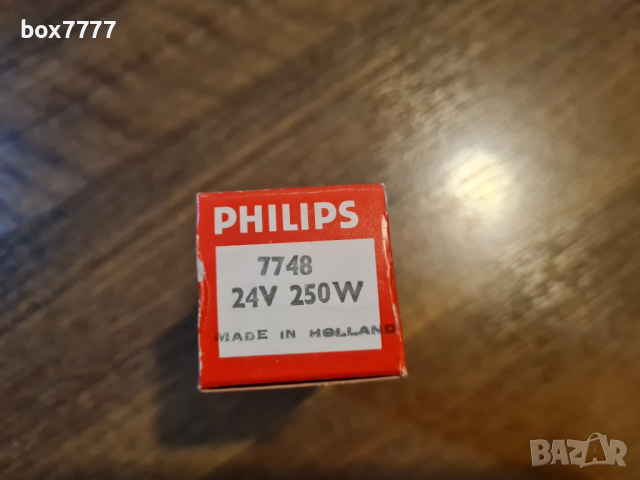 box7777
PHILIPS
7748
24V 250W
MADE IN HOLLAND
BAZAR